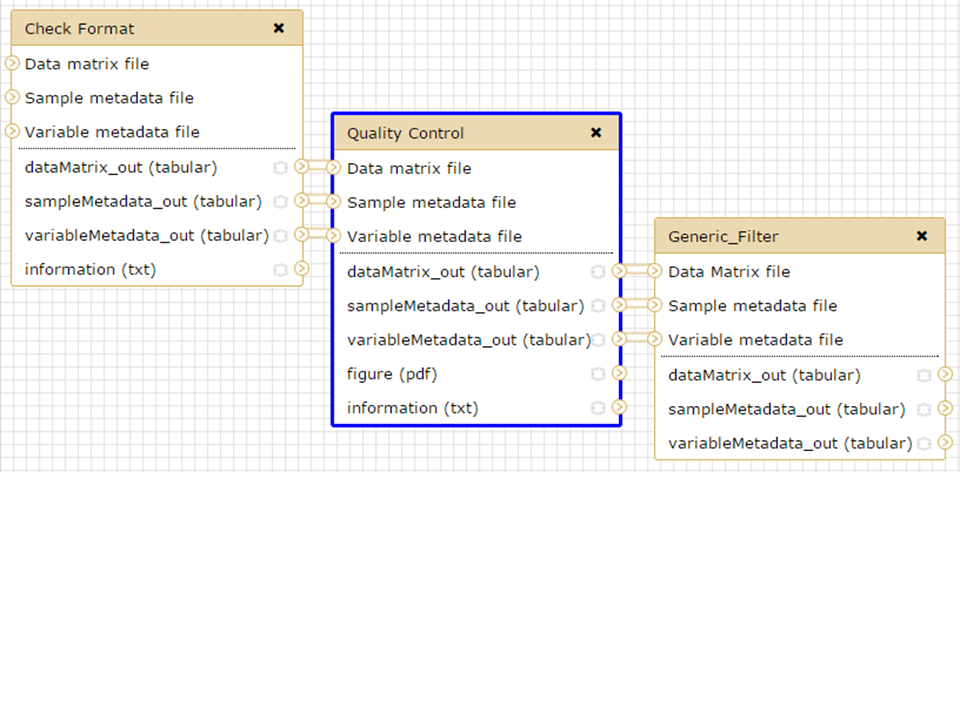 Check Format
Data matrix file
Sample metadata file
Variable metadata file
dataMatrix_out (tabular)
sampleMetadata_out (tabular)
variableMetadata_out (tabular)
information (txt)
Quality Control
Data matrix file
Sample metadata file
Variable metadata file
dataMatrix_out (tabular)
sampleMetadata_out (tabular)
variableMetadata_out (tabular)
figure (pdf)
information (txt)
Generic_Filter
Data Matrix file
Sample metadata file
Variable metadata file
dataMatrix_out (tabular)
sampleMetadata_out (tabular)
variableMetadata_out (tabular)